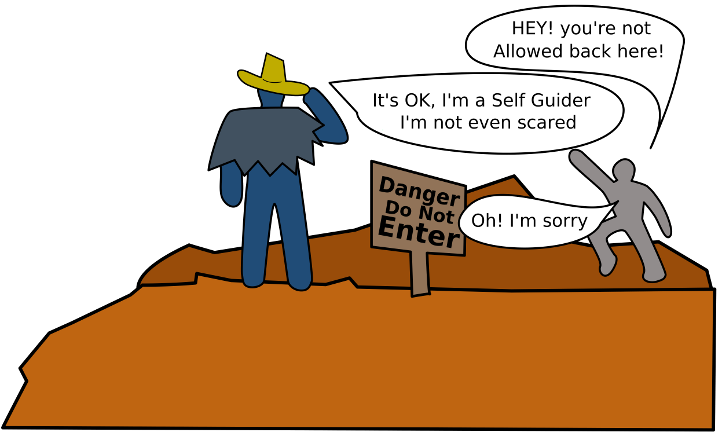 HEY! you're not
Allowed back here!
It's OK, I'm a Self Guider
I'm not even scared
Danger
Do Not
Enter
Oh! I'm sorry